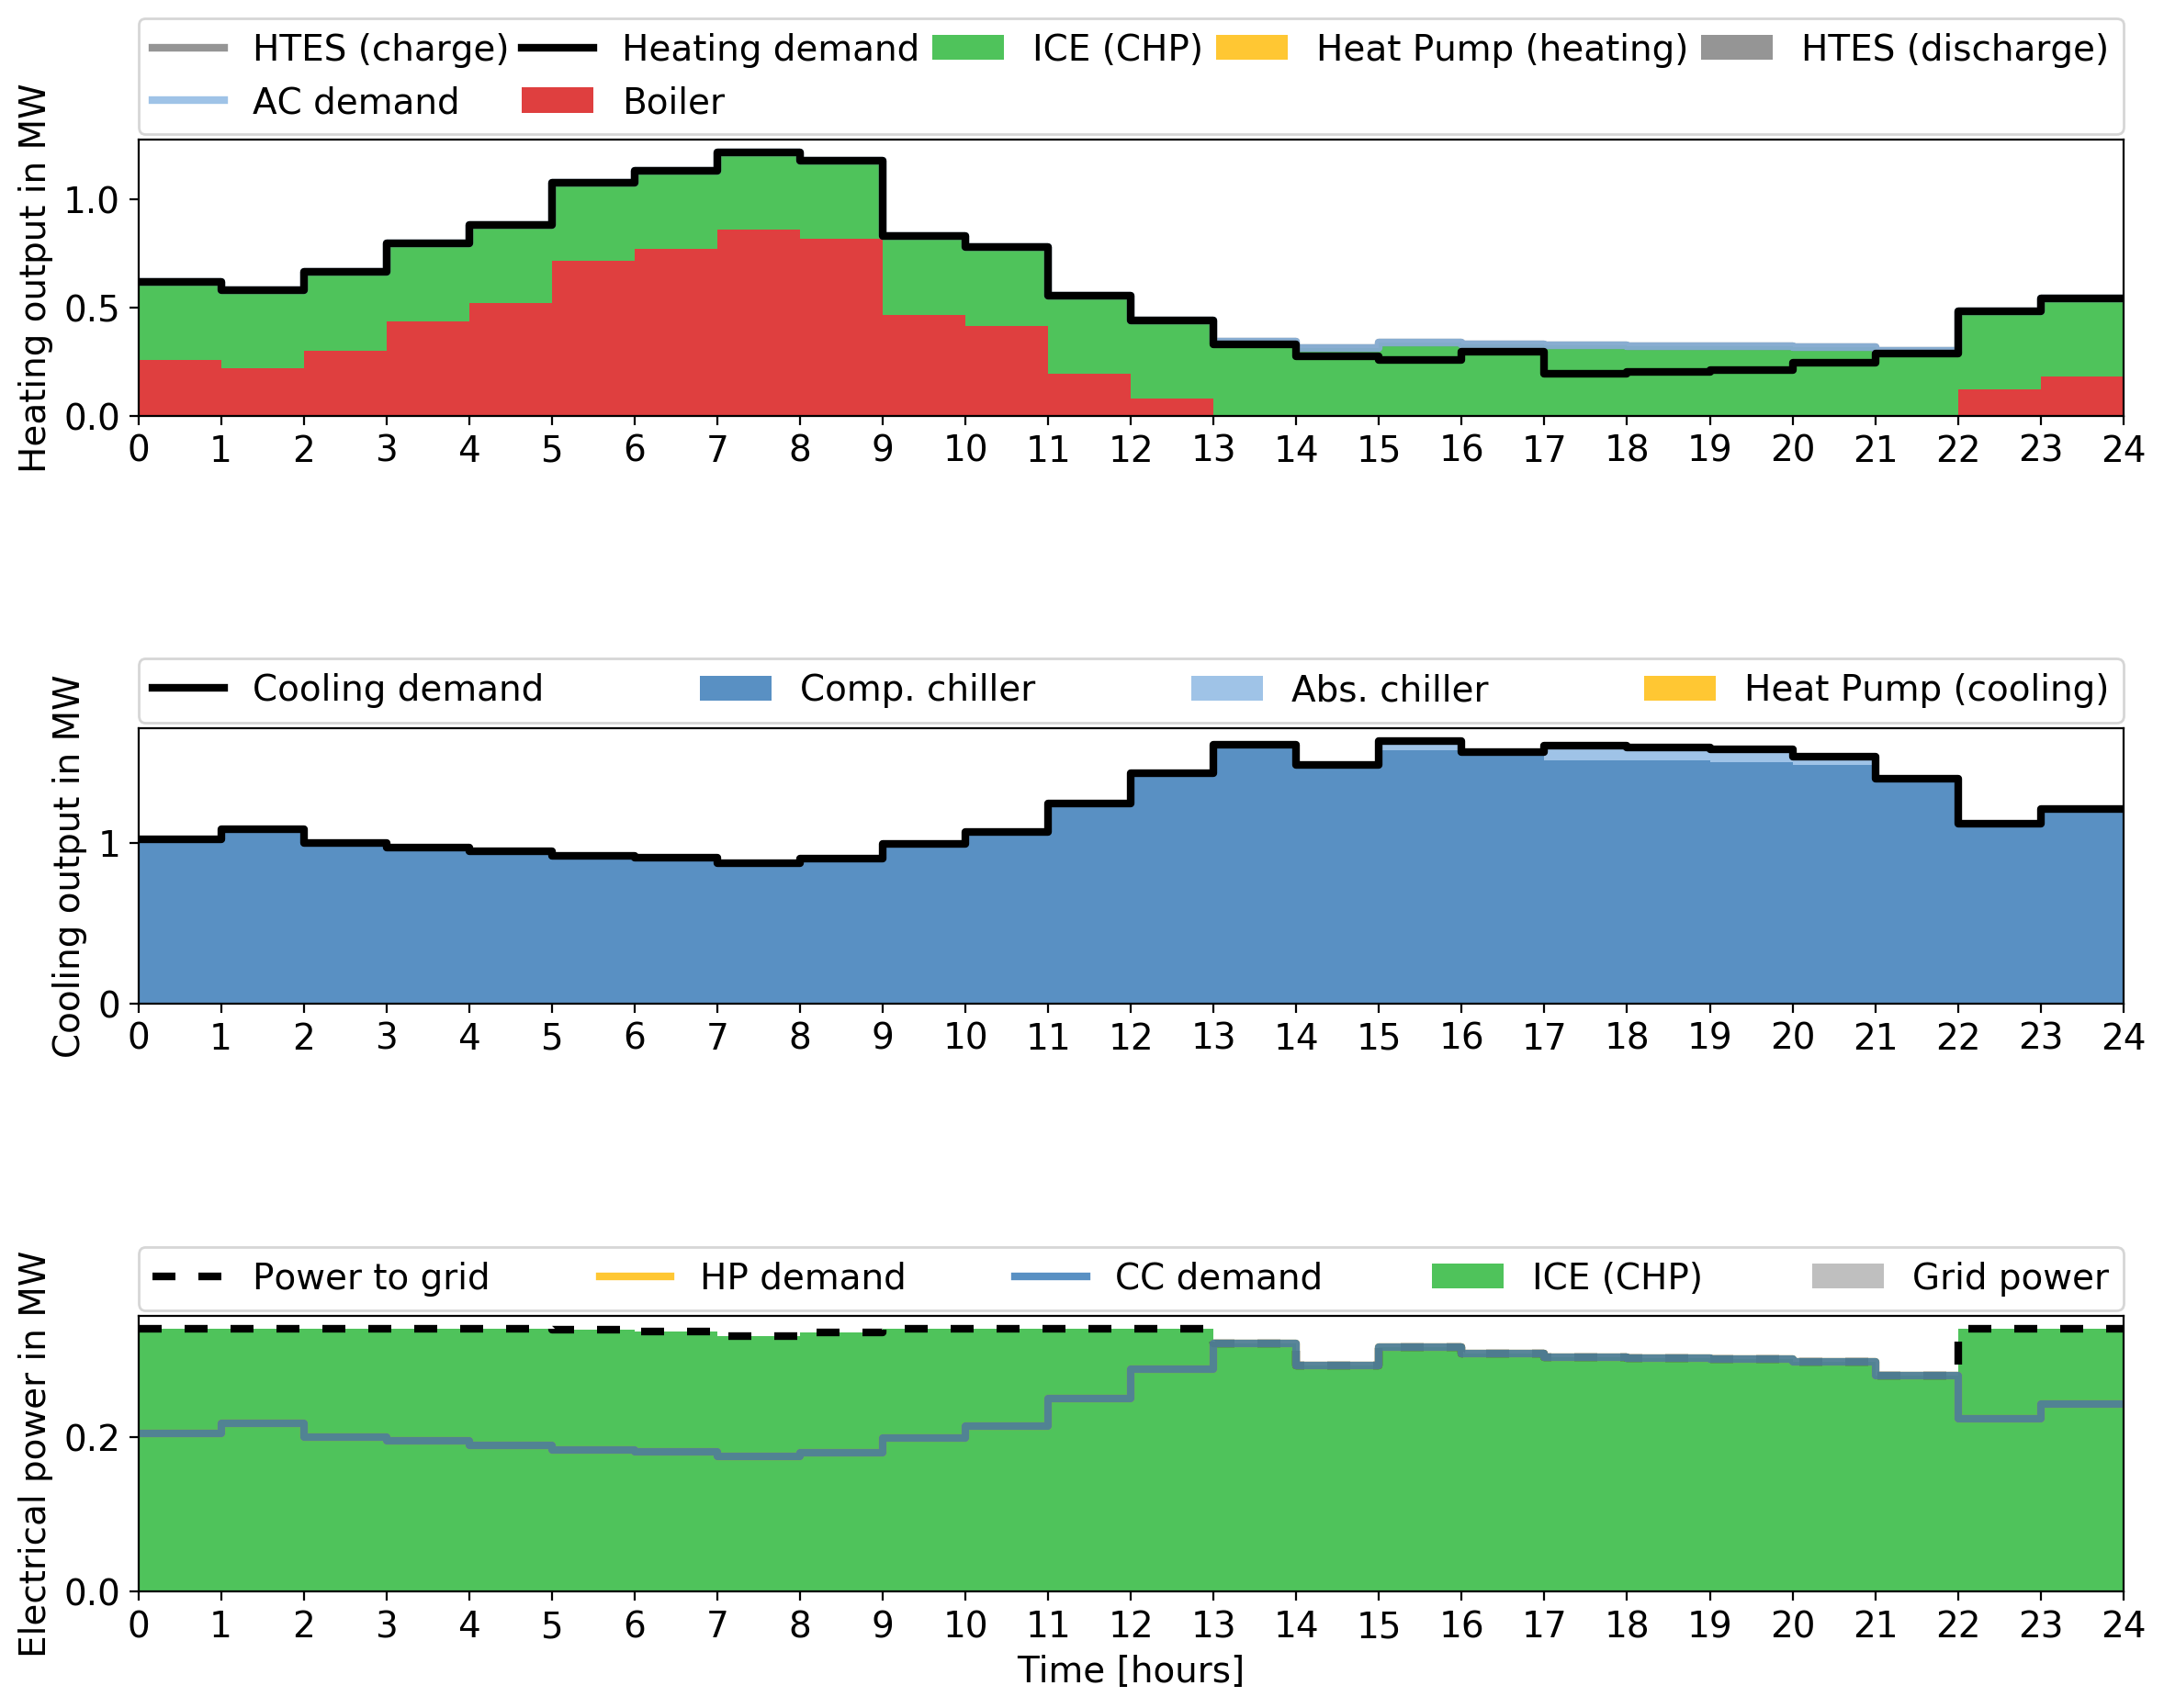 HTES (charge) Heating demand ICE (CHP) Heat Pump (heating) HTES (discharge)
AC demand Boiler
Heating output in MW
1.0
0.5
0.0
0 1 2 3 4 5 6 7 8 9 10 11 12 13 14 15 16 17 18 19 20 21 22 23 24
Cooling demand Comp. chiller Abs. chiller Heat Pump (cooling)
Cooling output in MW
1
0
0 1 2 3 4 5 6 7 8 9 10 11 12 13 14 15 16 17 18 19 20 21 22 23 24
Power to grid HP demand CC demand ICE (CHP) Grid power
Electrical power in MW
0.2
0.0
0 1 2 3 4 5 6 7 8 9 10 11 12 13 14 15 16 17 18 19 20 21 22 23 24
Time [hours]